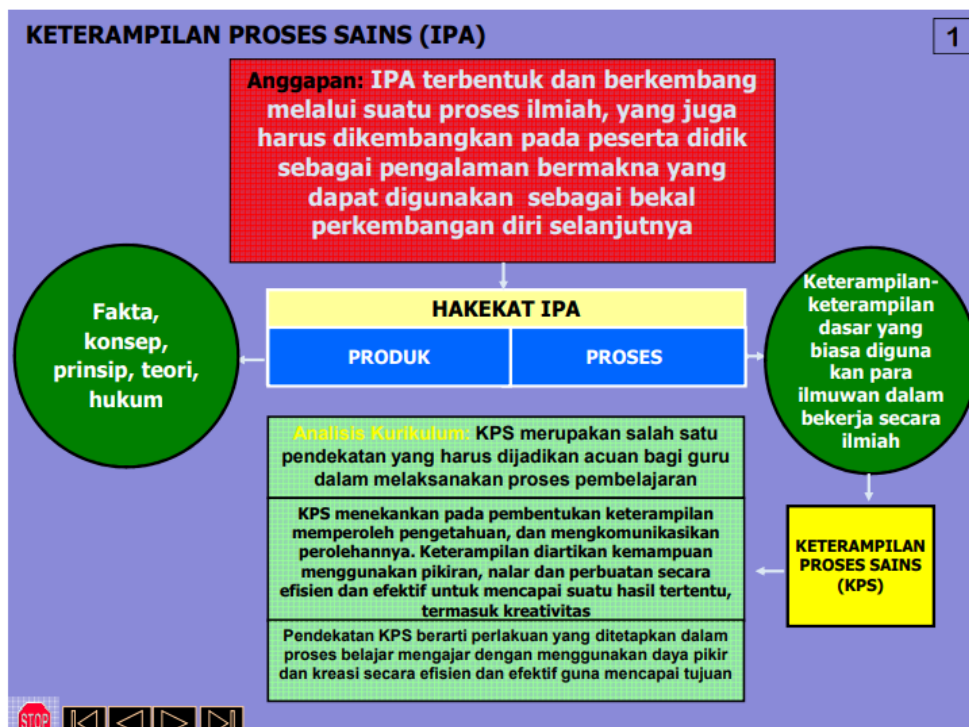 KETERAMPILAN PROSES SAINS (IPA)
1
Anggapan: IPA terbentuk dan berkembang
melalui suatu proses ilmiah, yang juga
harus dikembangkan pada peserta didik
sebagai pengalaman bermakna yang
dapat digunakan sebagai bekal
perkembangan diri selanjutnya
HAKEKAT IPA
PRODUK
PROSES
Fakta,
konsep,
prinsip, teori,
hukum
Keterampilan-
keterampilan
dasar yang
biasa diguna
kan para
ilmuwan dalam
bekerja secara
ilmiah
KETERAMPILAN
PROSES SAINS
(KPS)
Analisis Kurikulum: KPS merupakan salah satu
pendekatan yang harus dijadikan acuan bagi guru
dalam melaksanakan proses pembelajaran
KPS menekankan pada pembentukan keterampilan
memperoleh pengetahuan, dan mengkomunikasikan
perolehannya. Keterampilan diartikan kemampuan
menggunakan pikiran, nalar dan perbuatan secara
efisien dan efektif untuk mencapai suatu hasil tertentu,
termasuk kreativitas
Pendekatan KPS berarti perlakuan yang ditetapkan dalam
proses belajar mengajar dengan menggunakan daya pikir
dan kreasi secara efisien dan efektif guna mencapai tujuan
STOP